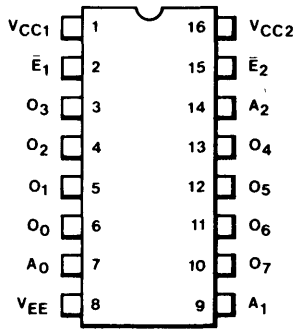 VCC1 1 16 VCC2
Ē1 2 15 Ē2
O3 3 14 A2
O2 4 13 O4
O1 5 12 O5
O0 6 11 O6
A0 7 10 O7
VEE 8 9 A1